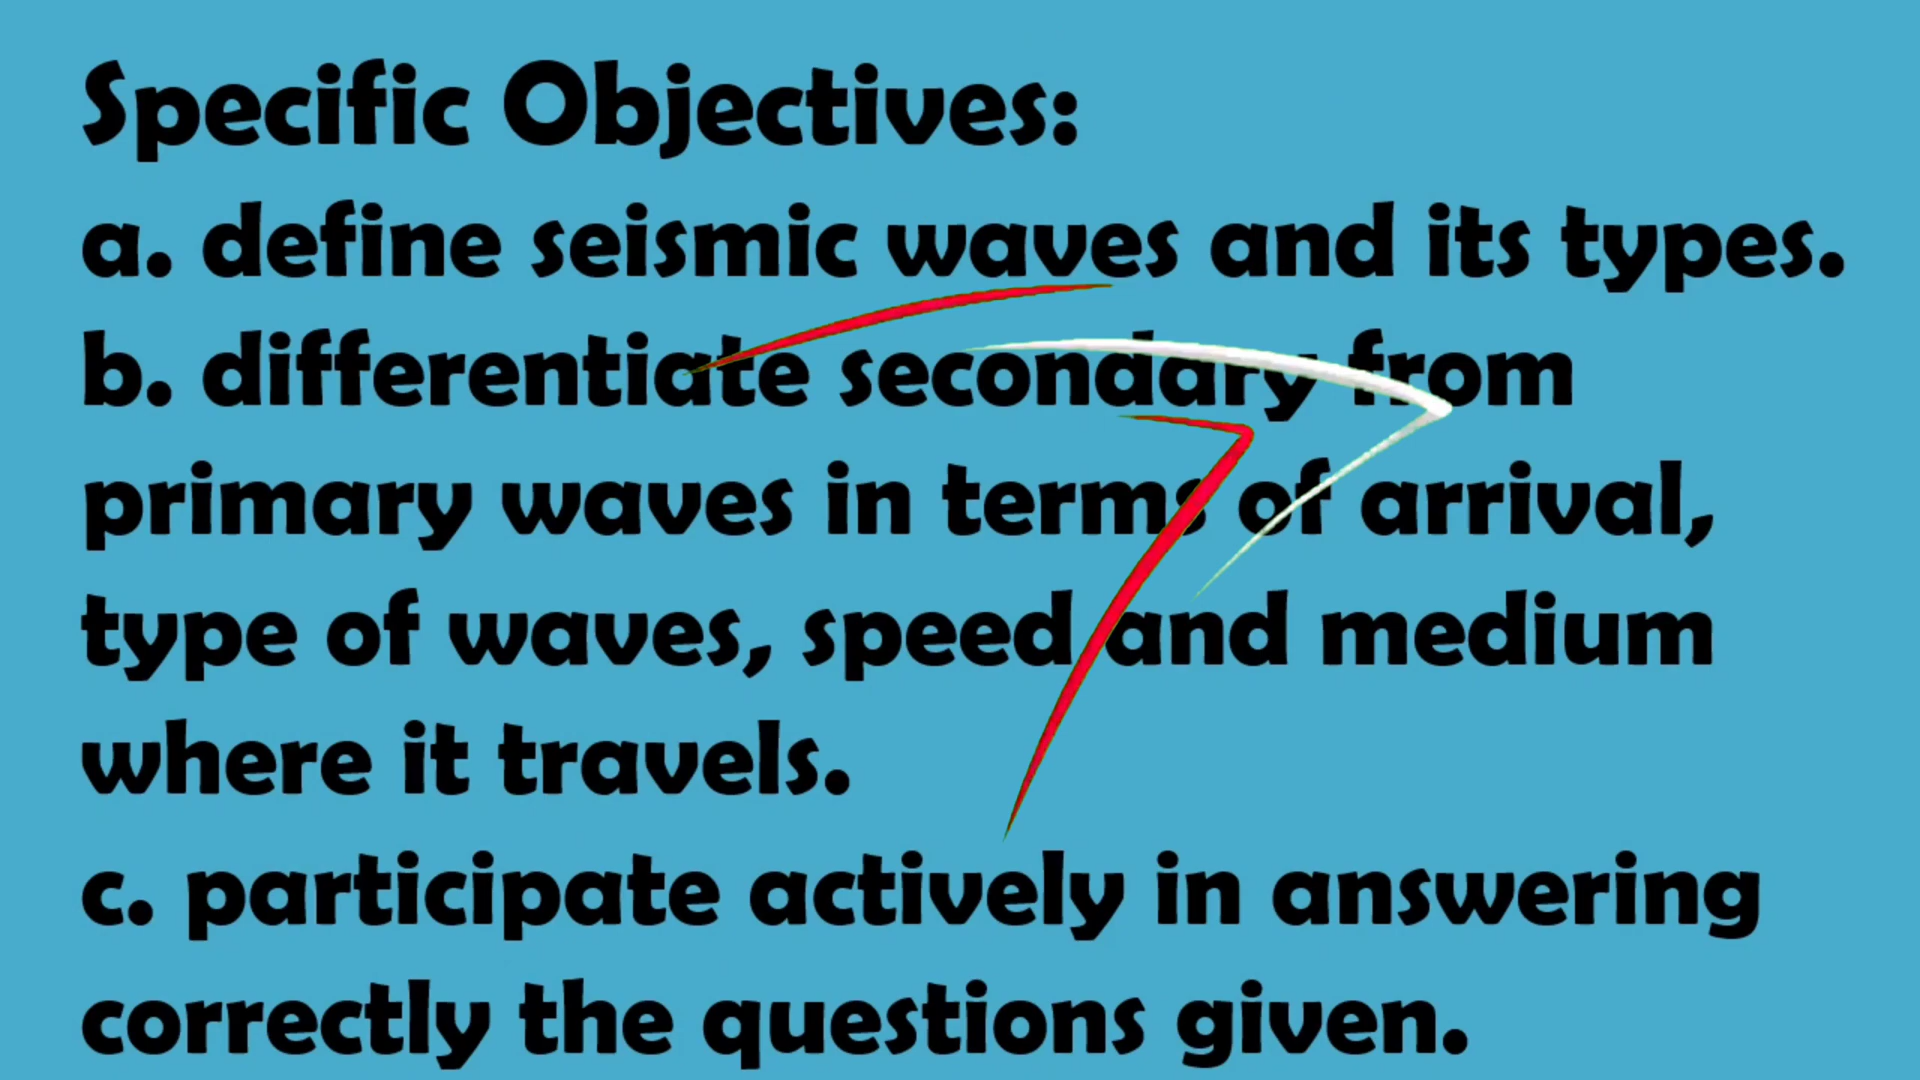 Specific Objectives:
a. define seismic waves and its types.
b. differentiate secondary from
primary waves in terms of arrival,
type of waves, speed and medium
where it travels.
c. participate actively in answering
correctly the questions given.